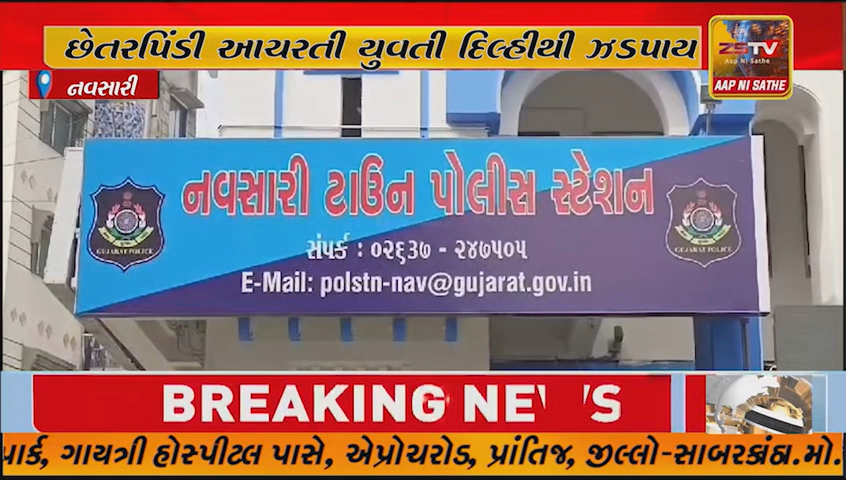 છેતરપિંડી આચરતી યુવતી દિલ્હીથી ઝડપાય
ZSTV
Aap Ni Sathe
AAP NI SATHE
નવસારી
નવસારી ટાઉન પોલીસ સ્ટેશન
સંપર્ક : ૦૨૬૩૭ - ૨૪૭૫૦૫
E-Mail: polstn-nav@gujarat.gov.in
GUJARAT POLICE
GUJARAT POLICE
BREAKING NEWS
પાર્ક, ગાયત્રી હોસ્પીટલ પાસે, એપ્રોચરોડ, પ્રાંતિજ, જીલ્લો-સાબરકાંઠા.મો.